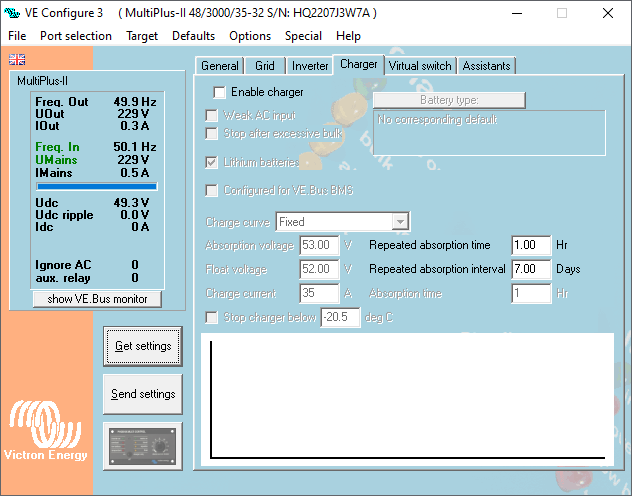 VE Configure 3 ( MultiPlus-II 48/3000/35-32 S/N: HQ2207J3W7A )
File Port selection Target Defaults Options Special Help
MultiPlus-II
Freq. Out 49.9 Hz
UOut 229 V
IOut 0.3 A
Freq. In 50.1 Hz
UMains 229 V
IMains 0.5 A
Udc 49.3 V
Udc ripple 0.0 V
Idc 0 A
Ignore AC 0
aux. relay 0
show VE.Bus monitor
Get settings
Send settings
victron energy
General Grid Inverter Charger Virtual switch Assistants
Enable charger
Weak AC input
Stop after excessive bulk
Lithium batteries
Configured for VE.Bus BMS
Battery type:
No corresponding default
Charge curve Fixed
Absorption voltage 53.00 V Repeated absorption time 1.00 Hr
Float voltage 52.00 V Repeated absorption interval 7.00 Days
Charge current 35 A Absorption time 1 Hr
Stop charger below -20.5 deg C